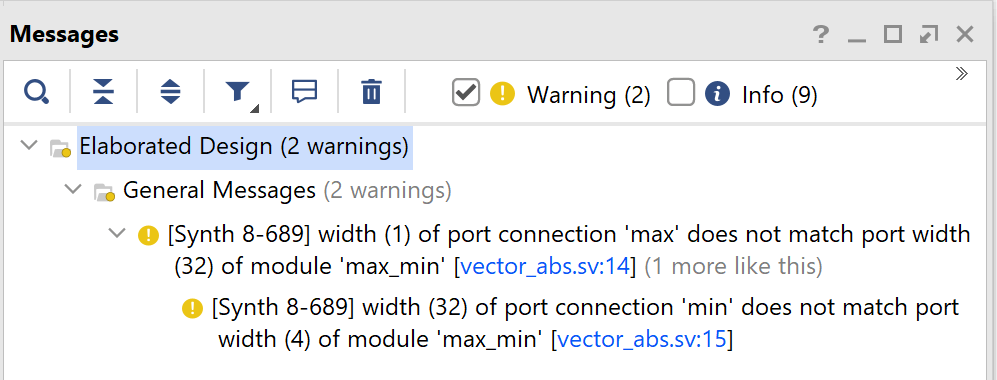 Messages
Warning (2)
Info (9)
Elaborated Design (2 warnings)
General Messages (2 warnings)
[Synth 8-689] width (1) of port connection 'max' does not match port width
(32) of module 'max_min' [vector_abs.sv:14] (1 more like this)
[Synth 8-689] width (32) of port connection 'min' does not match port
width (4) of module 'max_min' [vector_abs.sv:15]